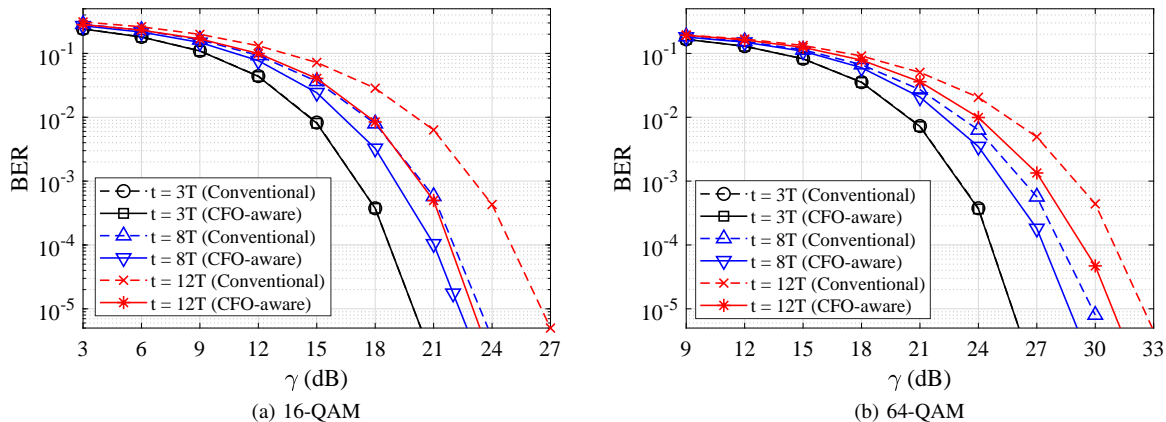 10^{-1}
10^{-2}
10^{-3}
10^{-4}
10^{-5}
BER
t = 3T (Conventional)
t = 3T (CFO-aware)
t = 8T (Conventional)
t = 8T (CFO-aware)
t = 12T (Conventional)
t = 12T (CFO-aware)
3 6 9 12 15 18 21 24 27
γ (dB)
(a) 16-QAM
10^{-1}
10^{-2}
10^{-3}
10^{-4}
10^{-5}
BER
t = 3T (Conventional)
t = 3T (CFO-aware)
t = 8T (Conventional)
t = 8T (CFO-aware)
t = 12T (Conventional)
t = 12T (CFO-aware)
9 12 15 18 21 24 27 30 33
γ (dB)
(b) 64-QAM